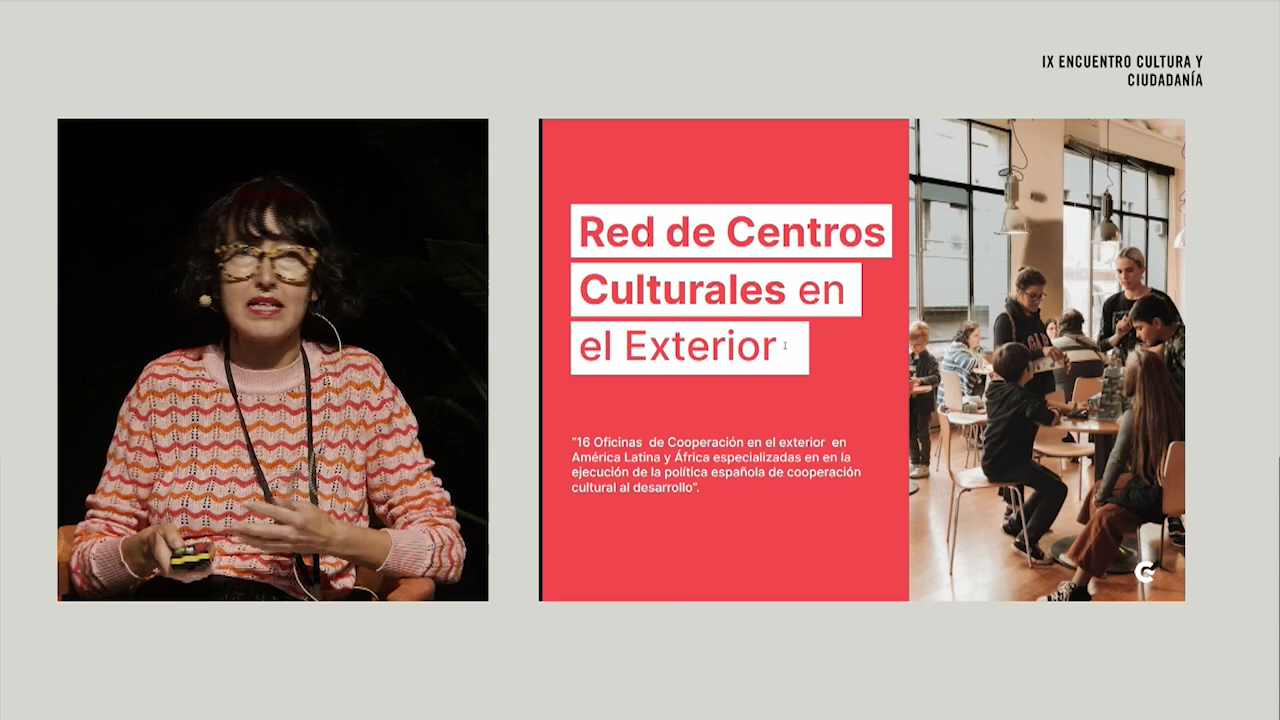 IX ENCUENTRO CULTURA Y
CIUDADANÍA
Red de Centros
Culturales en
el Exterior
“16 Oficinas de Cooperación en el exterior en
América Latina y África especializadas en en la
ejecución de la política española de cooperación
cultural al desarrollo”.